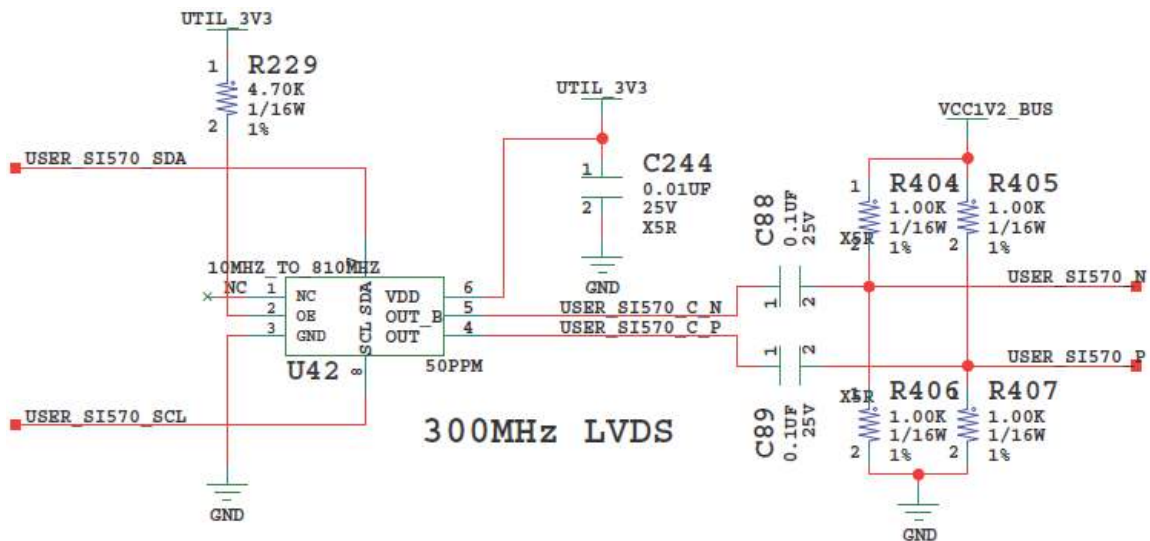 UTIL_3V3
1
R229
4.70K
1/16W
1%
2
USER_SI570_SDA
UTIL_3V3
1
C244
0.01UF
25V
X5R
2
GND
VCC1V2_BUS
1
R404
1.00K
1/16W
1%
2
R405
1.00K
1/16W
1%
2
C88
0.1UF
25V
X5R
1
2
USER_SI570_N
10MHZ_TO_810MHZ
7
NC
1
NC
2
OE
3
GND
SDA
SCL
VDD
6
OUT_B
5
OUT
4
USER_SI570_C_N
USER_SI570_C_P
U42
8
50PPM
1
2
USER_SI570_P
C89
0.1UF
25V
X5R
1
R406
1.00K
1/16W
1%
2
1
R407
1.00K
1/16W
1%
2
USER_SI570_SCL
300MHz LVDS
GND
GND